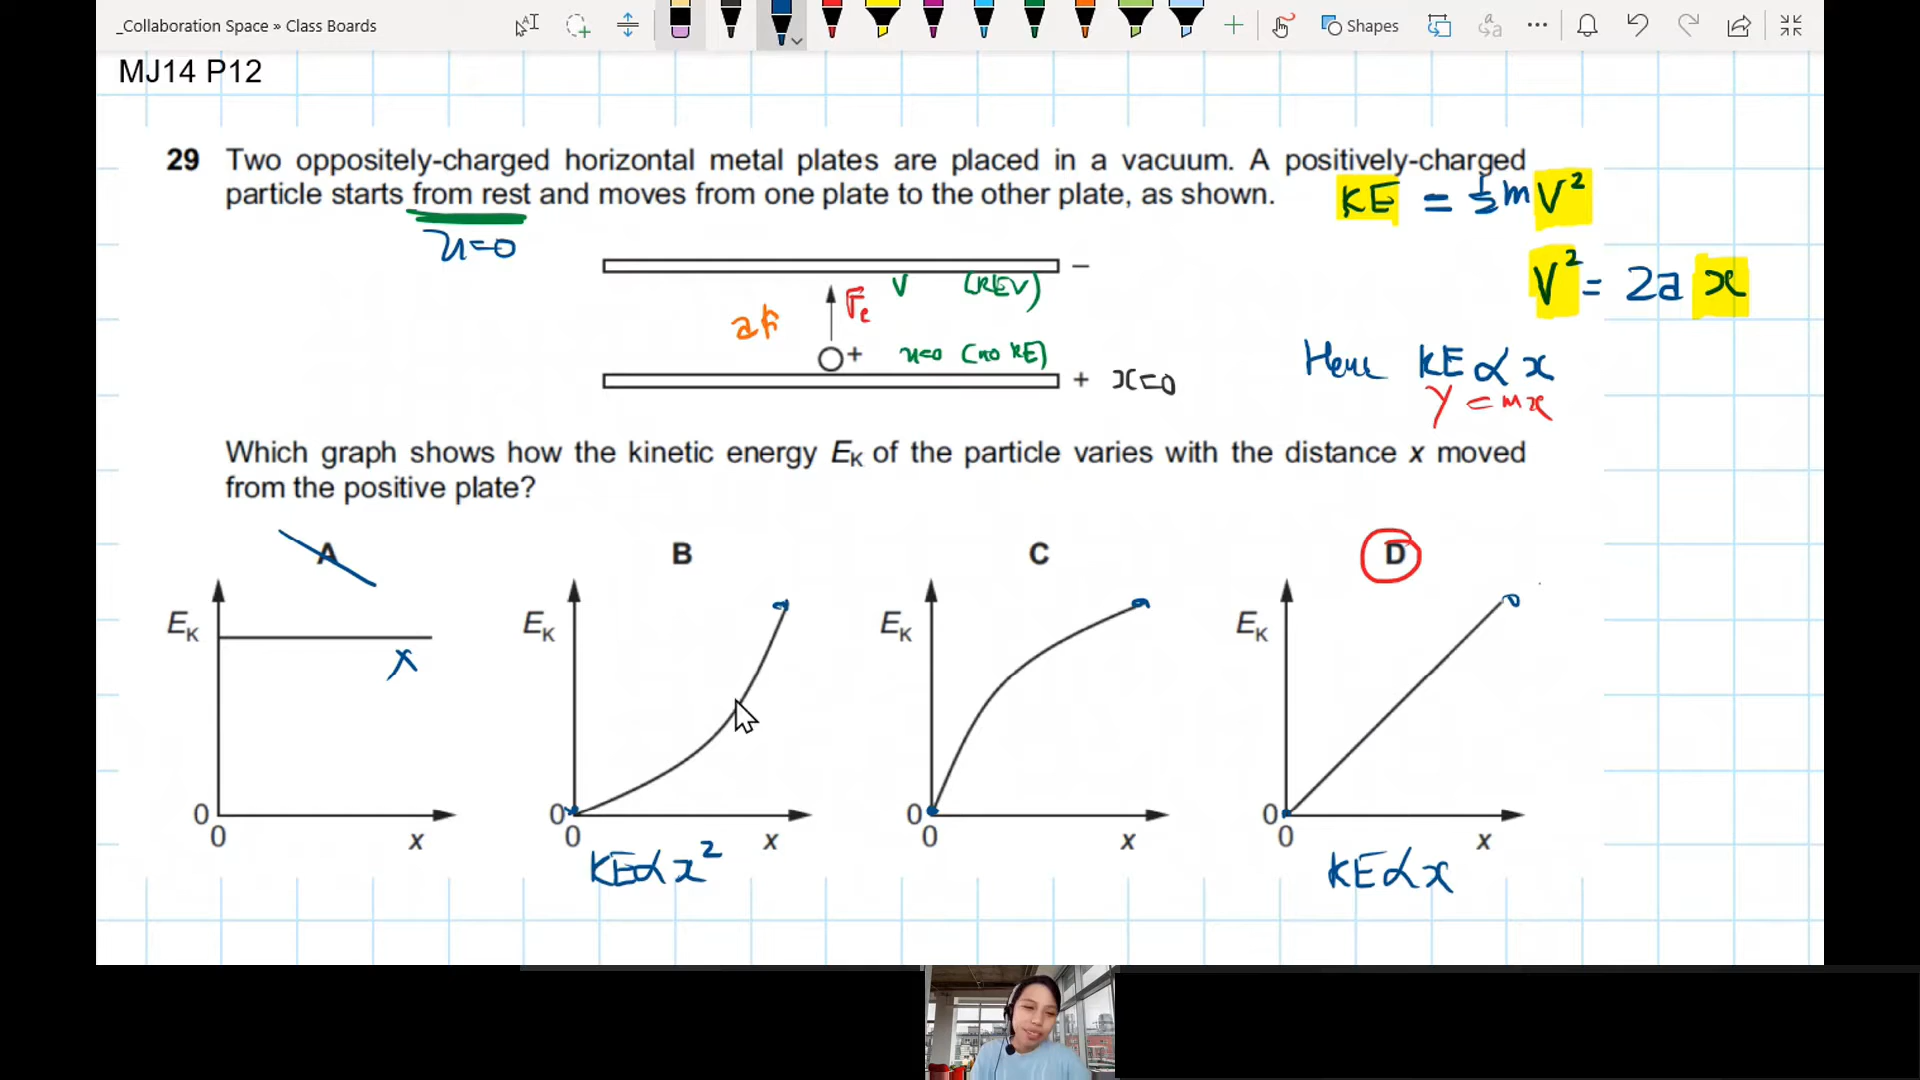 _Collaboration Space » Class Boards
Shapes
MJ14 P12
29 Two oppositely-charged horizontal metal plates are placed in a vacuum. A positively-charged
particle starts from rest and moves from one plate to the other plate, as shown.
u=0
KE = ½mV²
V² = 2a x
−
V (KE✓)
Fe
a↑
+ u=0 (no KE)
+ x=0
Hence KE ∝ x
y = mx
Which graph shows how the kinetic energy EK of the particle varies with the distance x moved
from the positive plate?
A B C D
EK EK EK EK
x
0 0 0 0
0 x 0 x 0 x 0 x
KE∝x² KE∝x